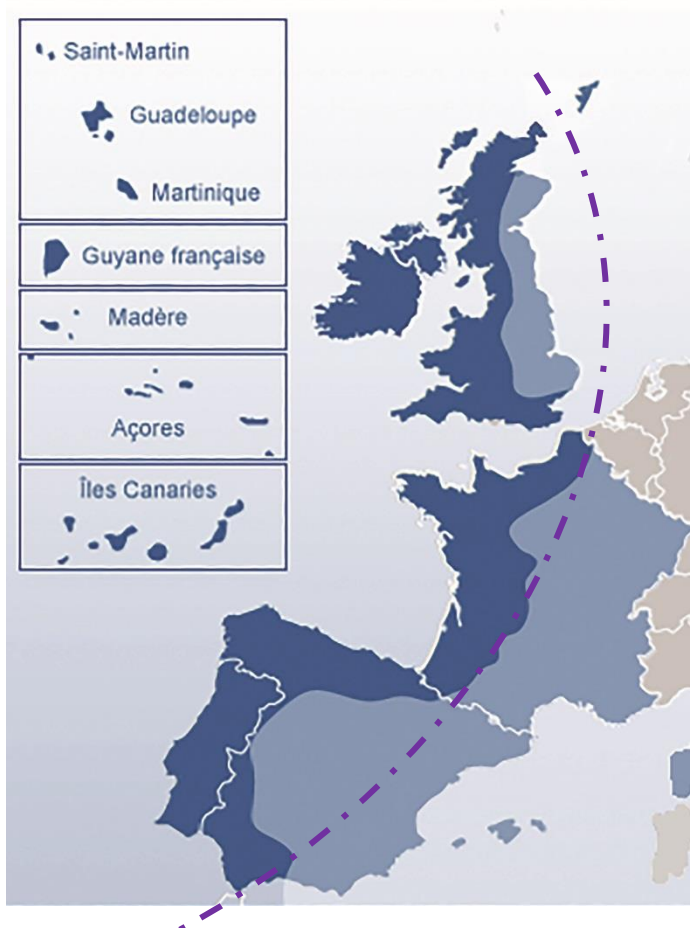 Saint-Martin
Guadeloupe
Martinique
Guyane française
Madère
Açores
Îles Canaries